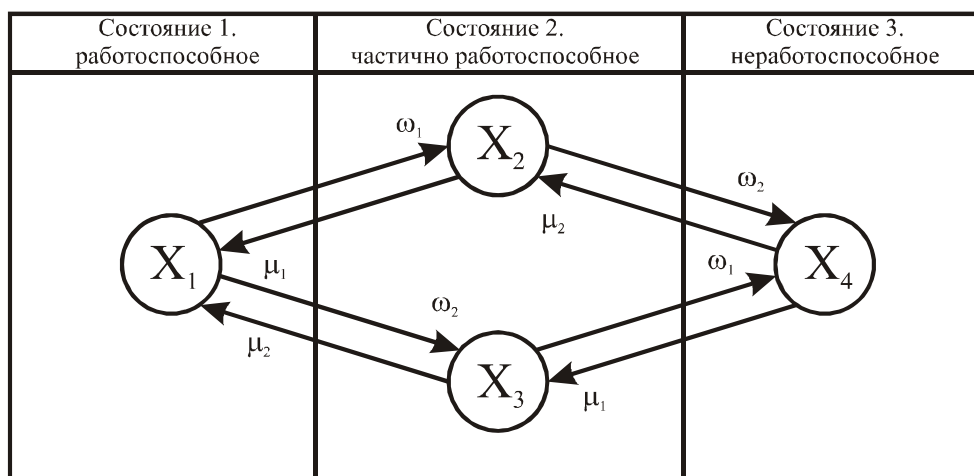 Состояние 1.
работоспособное
Состояние 2.
частично работоспособное
Состояние 3.
неработоспособное
ω₁
X₂
ω₂
μ₂
X₁
μ₁
ω₁
X₄
ω₂
μ₂
X₃
μ₁